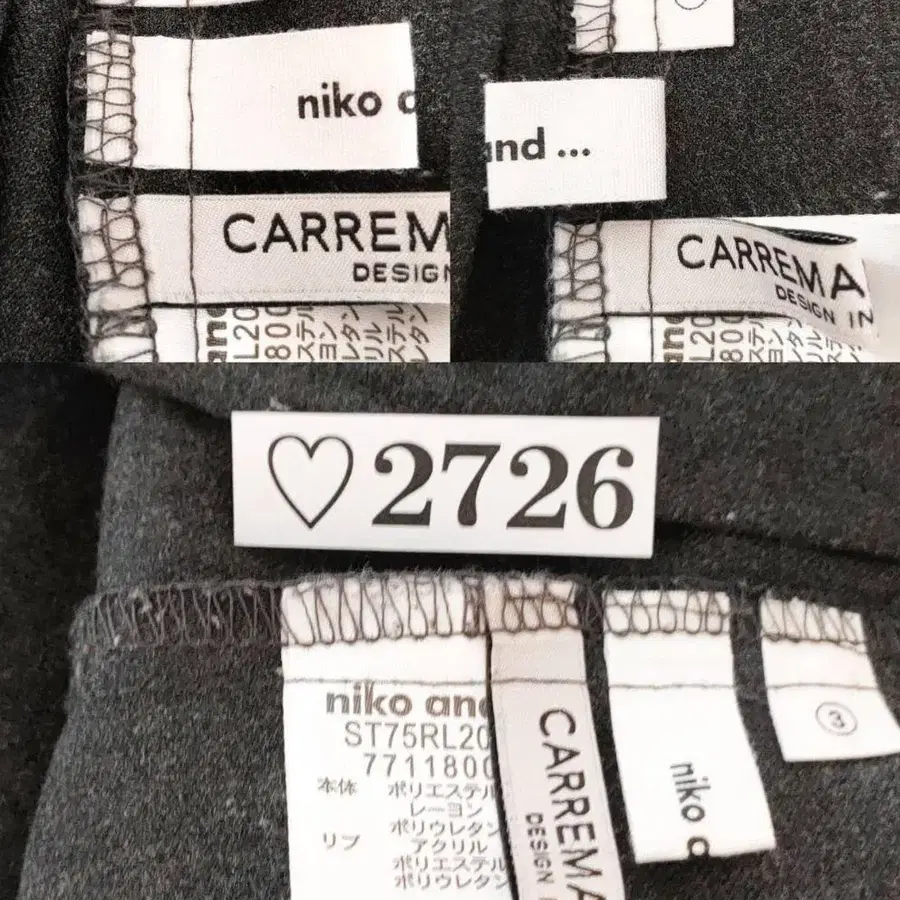 niko a
CARREM
DESIGN
and ...
CARREMA
DESIGN IN
♡2726
niko and
ST75RL20
7711800
本体 ポリエステル
レーヨン
ポリウレタン
リブ アクリル
ポリエステル
ポリウレタン
CARREMA
DESIGN
niko a
③